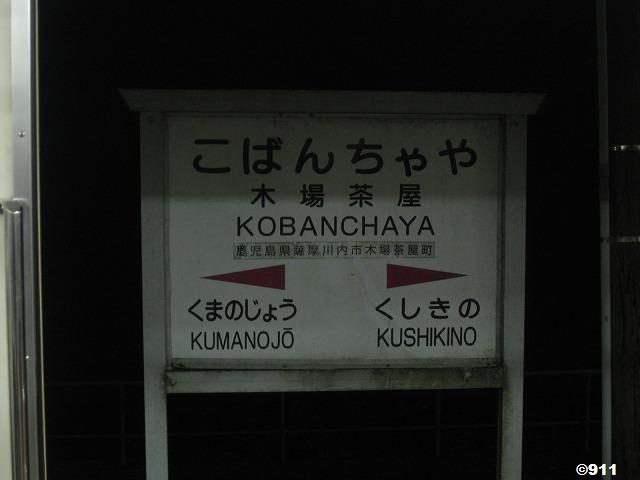 こばんちゃや
木場茶屋
KOBANCHAYA
鹿児島県薩摩川内市木場茶屋町
くまのじょう くしきの
KUMANOJŌ KUSHIKINO
©911